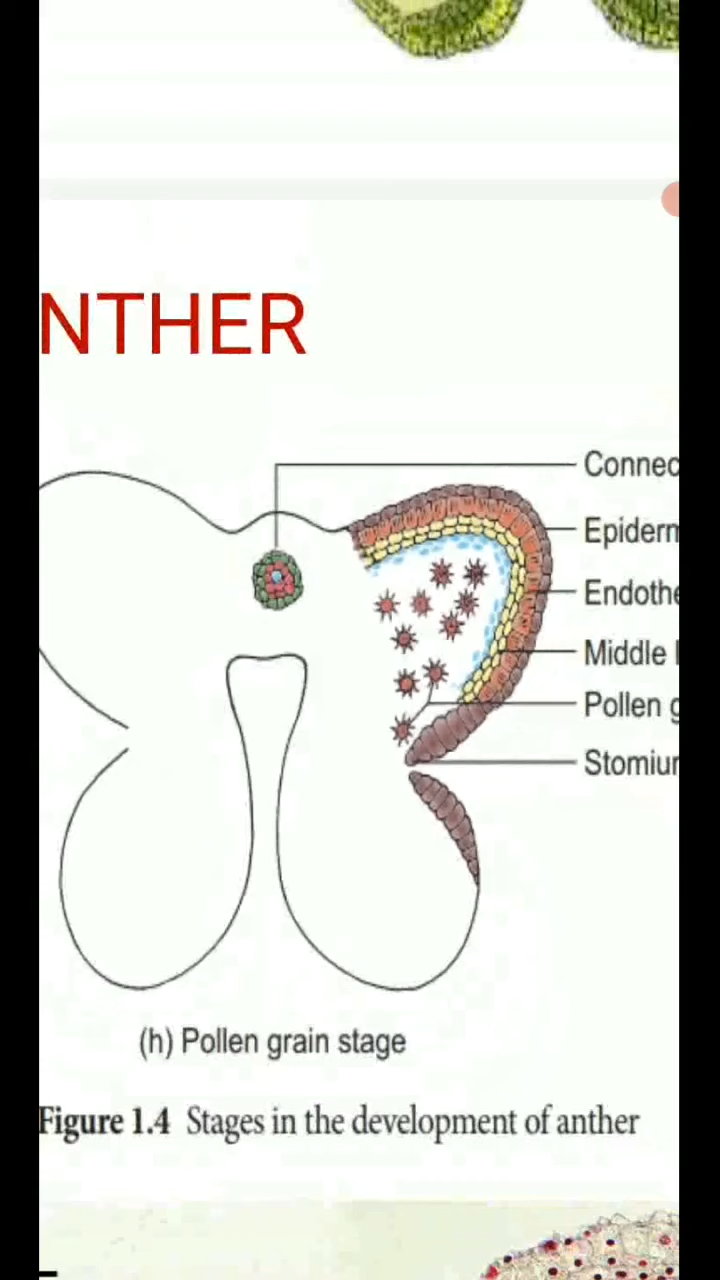 NTHER
Connec
Epiderm
Endothe
Middle l
Pollen g
Stomiur
(h) Pollen grain stage
Figure 1.4 Stages in the development of anther